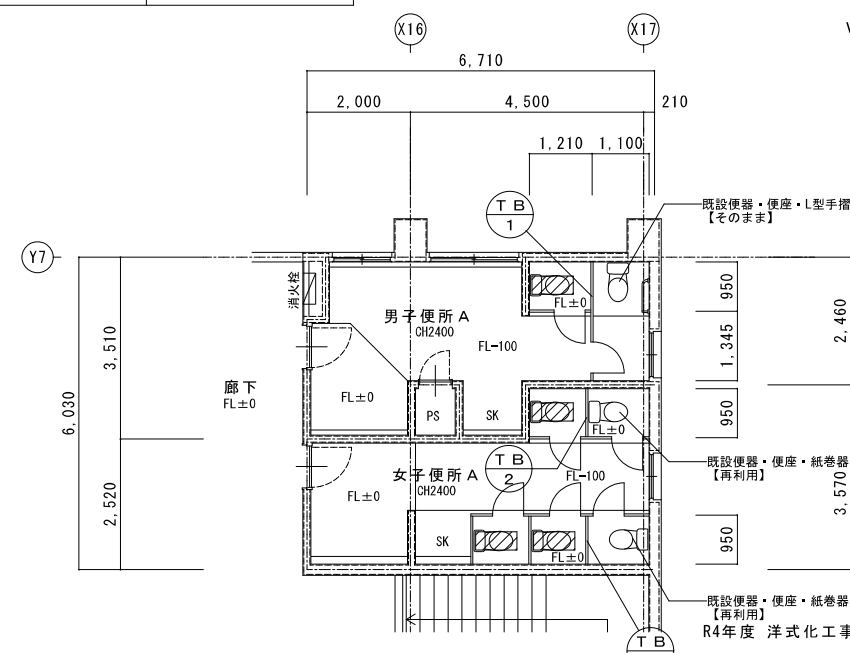 X16
X17
6,710
2,000
4,500
210
1,210
1,100
TB
1
既設便器・便座・L型手摺
【そのまま】
Y7
消火栓
男子便所A
CH2400
FL±0
FL-100
950
1,345
2,460
3,510
6,030
廊下
FL±0
FL±0
PS
SK
950
FL±0
TB
2
女子便所A
CH2400
FL-100
既設便器・便座・紙巻器
【再利用】
2,520
FL±0
3,570
SK
FL±0
950
既設便器・便座・紙巻器
【再利用】
R4年度 洋式化工事
TB